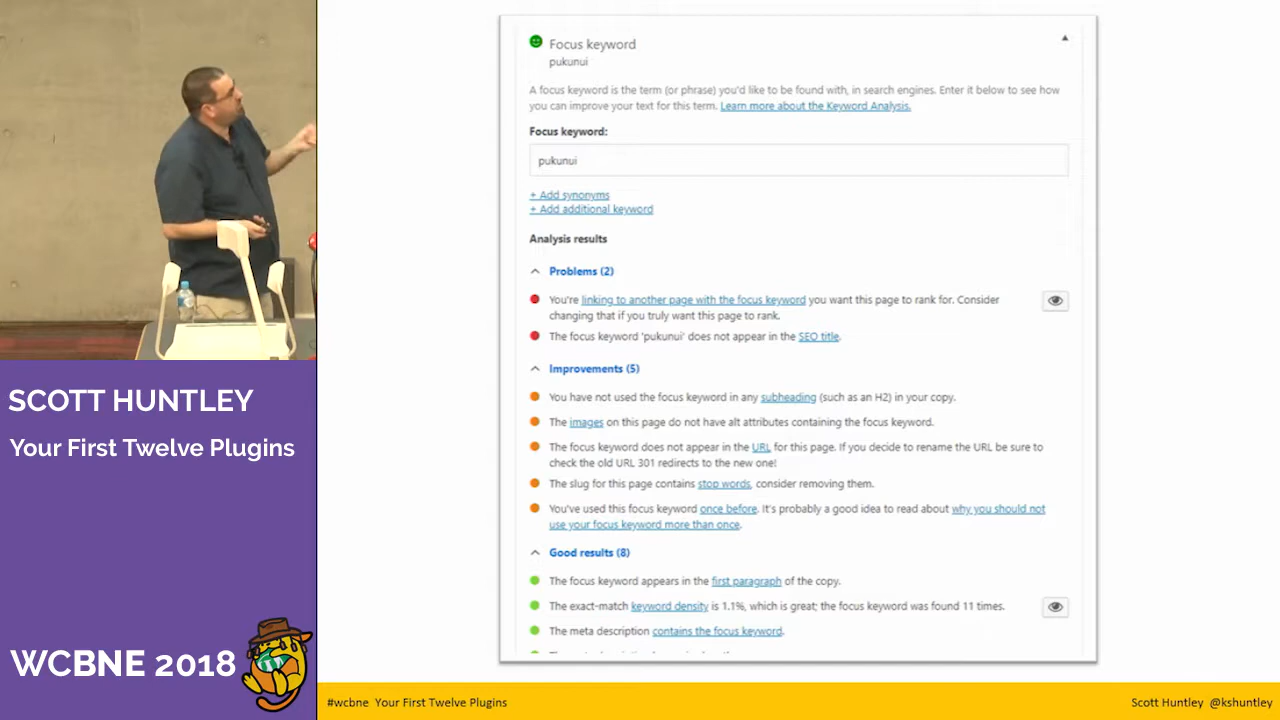 Focus keyword
pukunui
A focus keyword is the term (or phrase) you'd like to be found with, in search engines. Enter it below to see how
you can improve your text for this term. Learn more about the Keyword Analysis.
Focus keyword:
pukunui
+ Add synonyms
+ Add additional keyword
Analysis results
Problems (2)
You're linking to another page with the focus keyword you want this page to rank for. Consider
changing that if you truly want this page to rank.
The focus keyword 'pukunui' does not appear in the SEO title.
Improvements (5)
You have not used the focus keyword in any subheading (such as an H2) in your copy.
The images on this page do not have alt attributes containing the focus keyword.
The focus keyword does not appear in the URL for this page. If you decide to rename the URL be sure to
check the old URL 301 redirects to the new one!
The slug for this page contains stop words, consider removing them.
You've used this focus keyword once before. It's probably a good idea to read about why you should not
use your focus keyword more than once.
Good results (8)
The focus keyword appears in the first paragraph of the copy.
The exact-match keyword density is 1.1%, which is great; the focus keyword was found 11 times.
The meta description contains the focus keyword.
SCOTT HUNTLEY
Your First Twelve Plugins
WCBNE 2018
#wcbne Your First Twelve Plugins
Scott Huntley @kshuntley